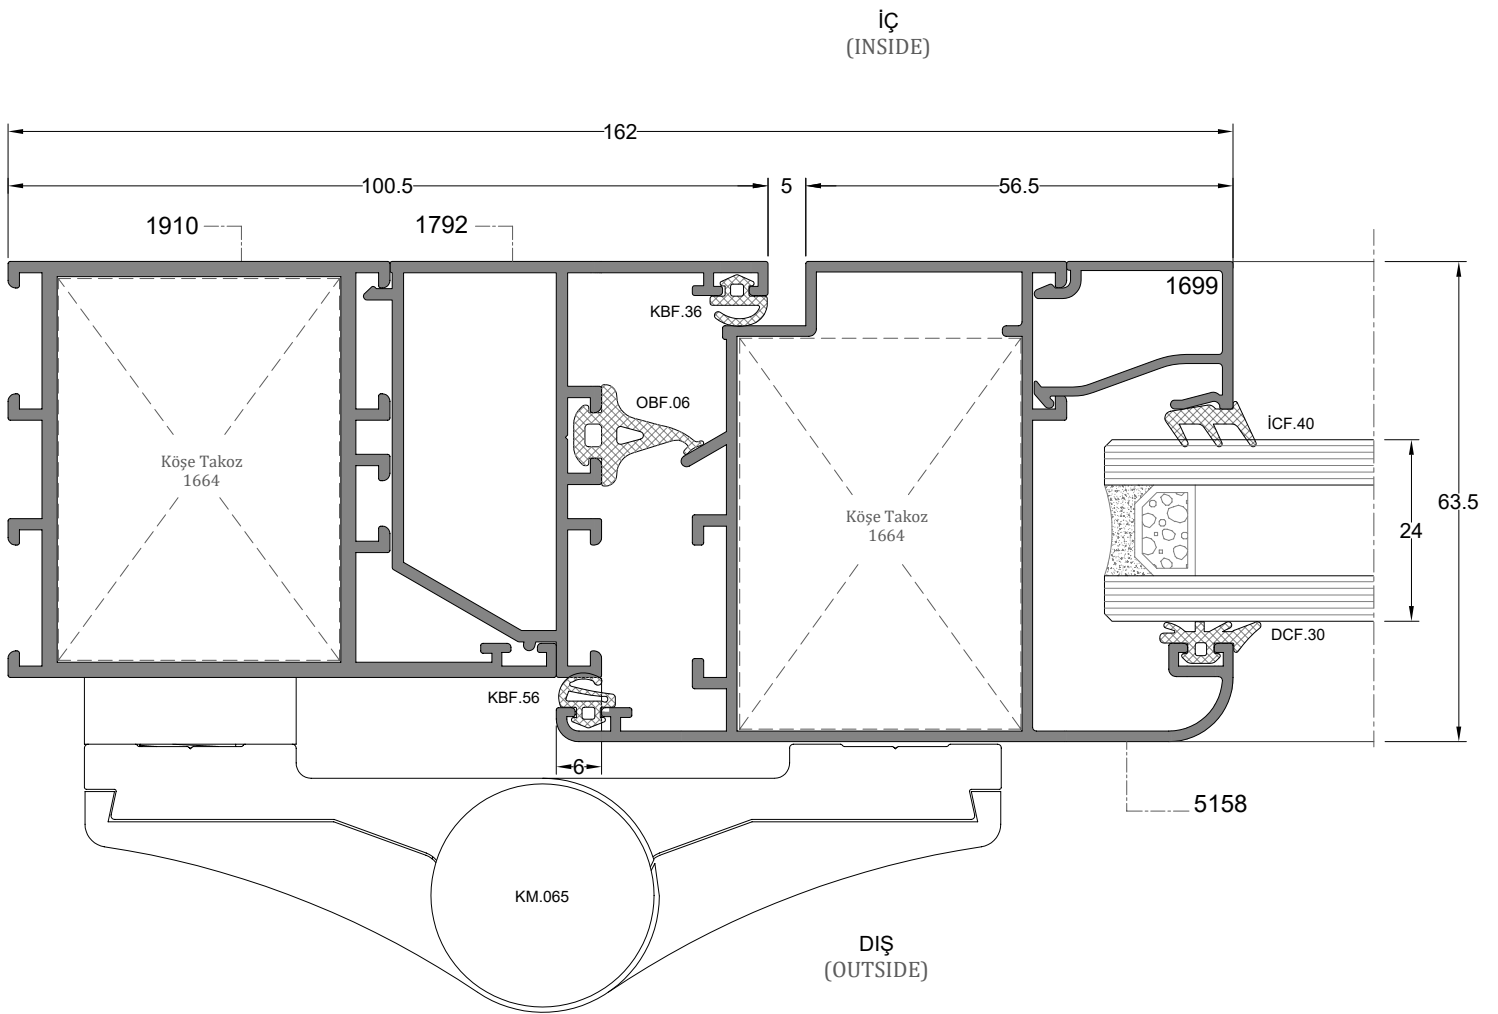 İÇ
(INSIDE)
162
100.5
5
56.5
1910
1792
1699
KBF.36
OBF.06
İCF.40
Köşe Takoz
1664
Köşe Takoz
1664
63.5
24
DCF.30
KBF.56
6
5158
KM.065
DIŞ
(OUTSIDE)